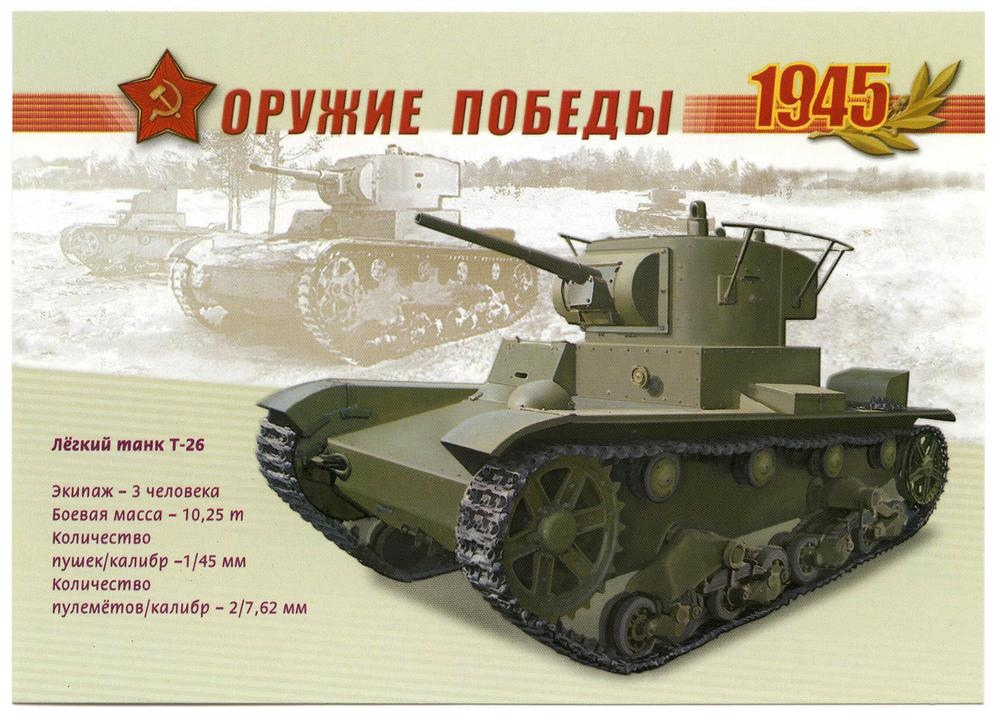 ОРУЖИЕ ПОБЕДЫ
1945
Лёгкий танк Т-26
Экипаж – 3 человека
Боевая масса – 10,25 т
Количество
пушек/калибр –1/45 мм
Количество
пулемётов/калибр – 2/7,62 мм